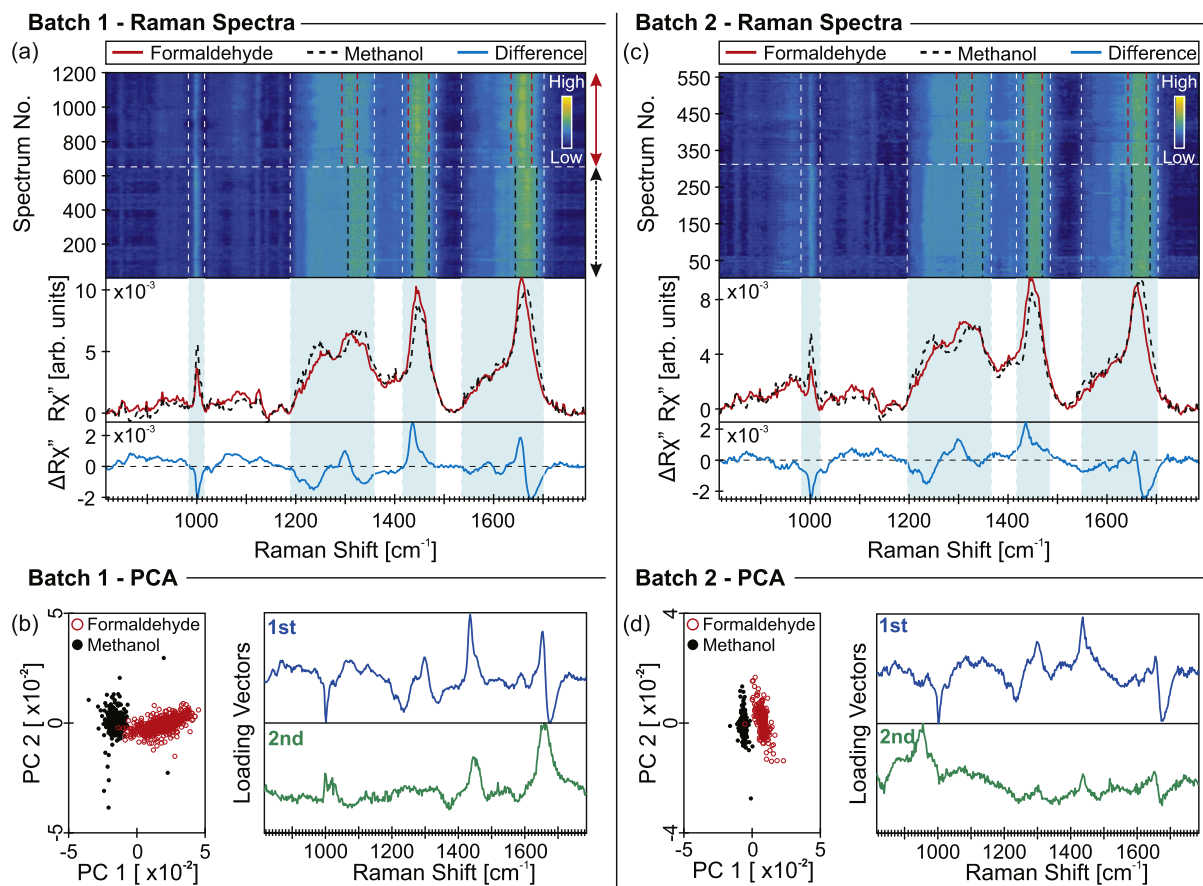 Batch 1 - Raman Spectra
(a)
Formaldehyde Methanol Difference
1200
1000
800
600
400
200
Spectrum No.
High
Low
x10⁻³
10
5
0
Rχ” [arb. units]
x10⁻³
2
0
-2
ΔRχ”
1000 1200 1400 1600
Raman Shift [cm⁻¹]
Batch 2 - Raman Spectra
(c)
Formaldehyde Methanol Difference
550
450
350
250
150
50
Spectrum No.
High
Low
x10⁻³
8
4
0
Rχ” [arb. units]
x10⁻³
2
0
-2
ΔRχ”
1000 1200 1400 1600
Raman Shift [cm⁻¹]
Batch 1 - PCA
(b)
Formaldehyde
Methanol
5
0
-5
PC 2 [ x10⁻²]
-5 0 5
PC 1 [ x10⁻²]
Loading Vectors
1st
2nd
1000 1200 1400 1600
Raman Shift [cm⁻¹]
Batch 2 - PCA
(d)
Formaldehyde
Methanol
4
0
-4
PC 2 [ x10⁻²]
-5 0 5
PC 1 [ x10⁻²]
Loading Vectors
1st
2nd
1000 1200 1400 1600
Raman Shift [cm⁻¹]